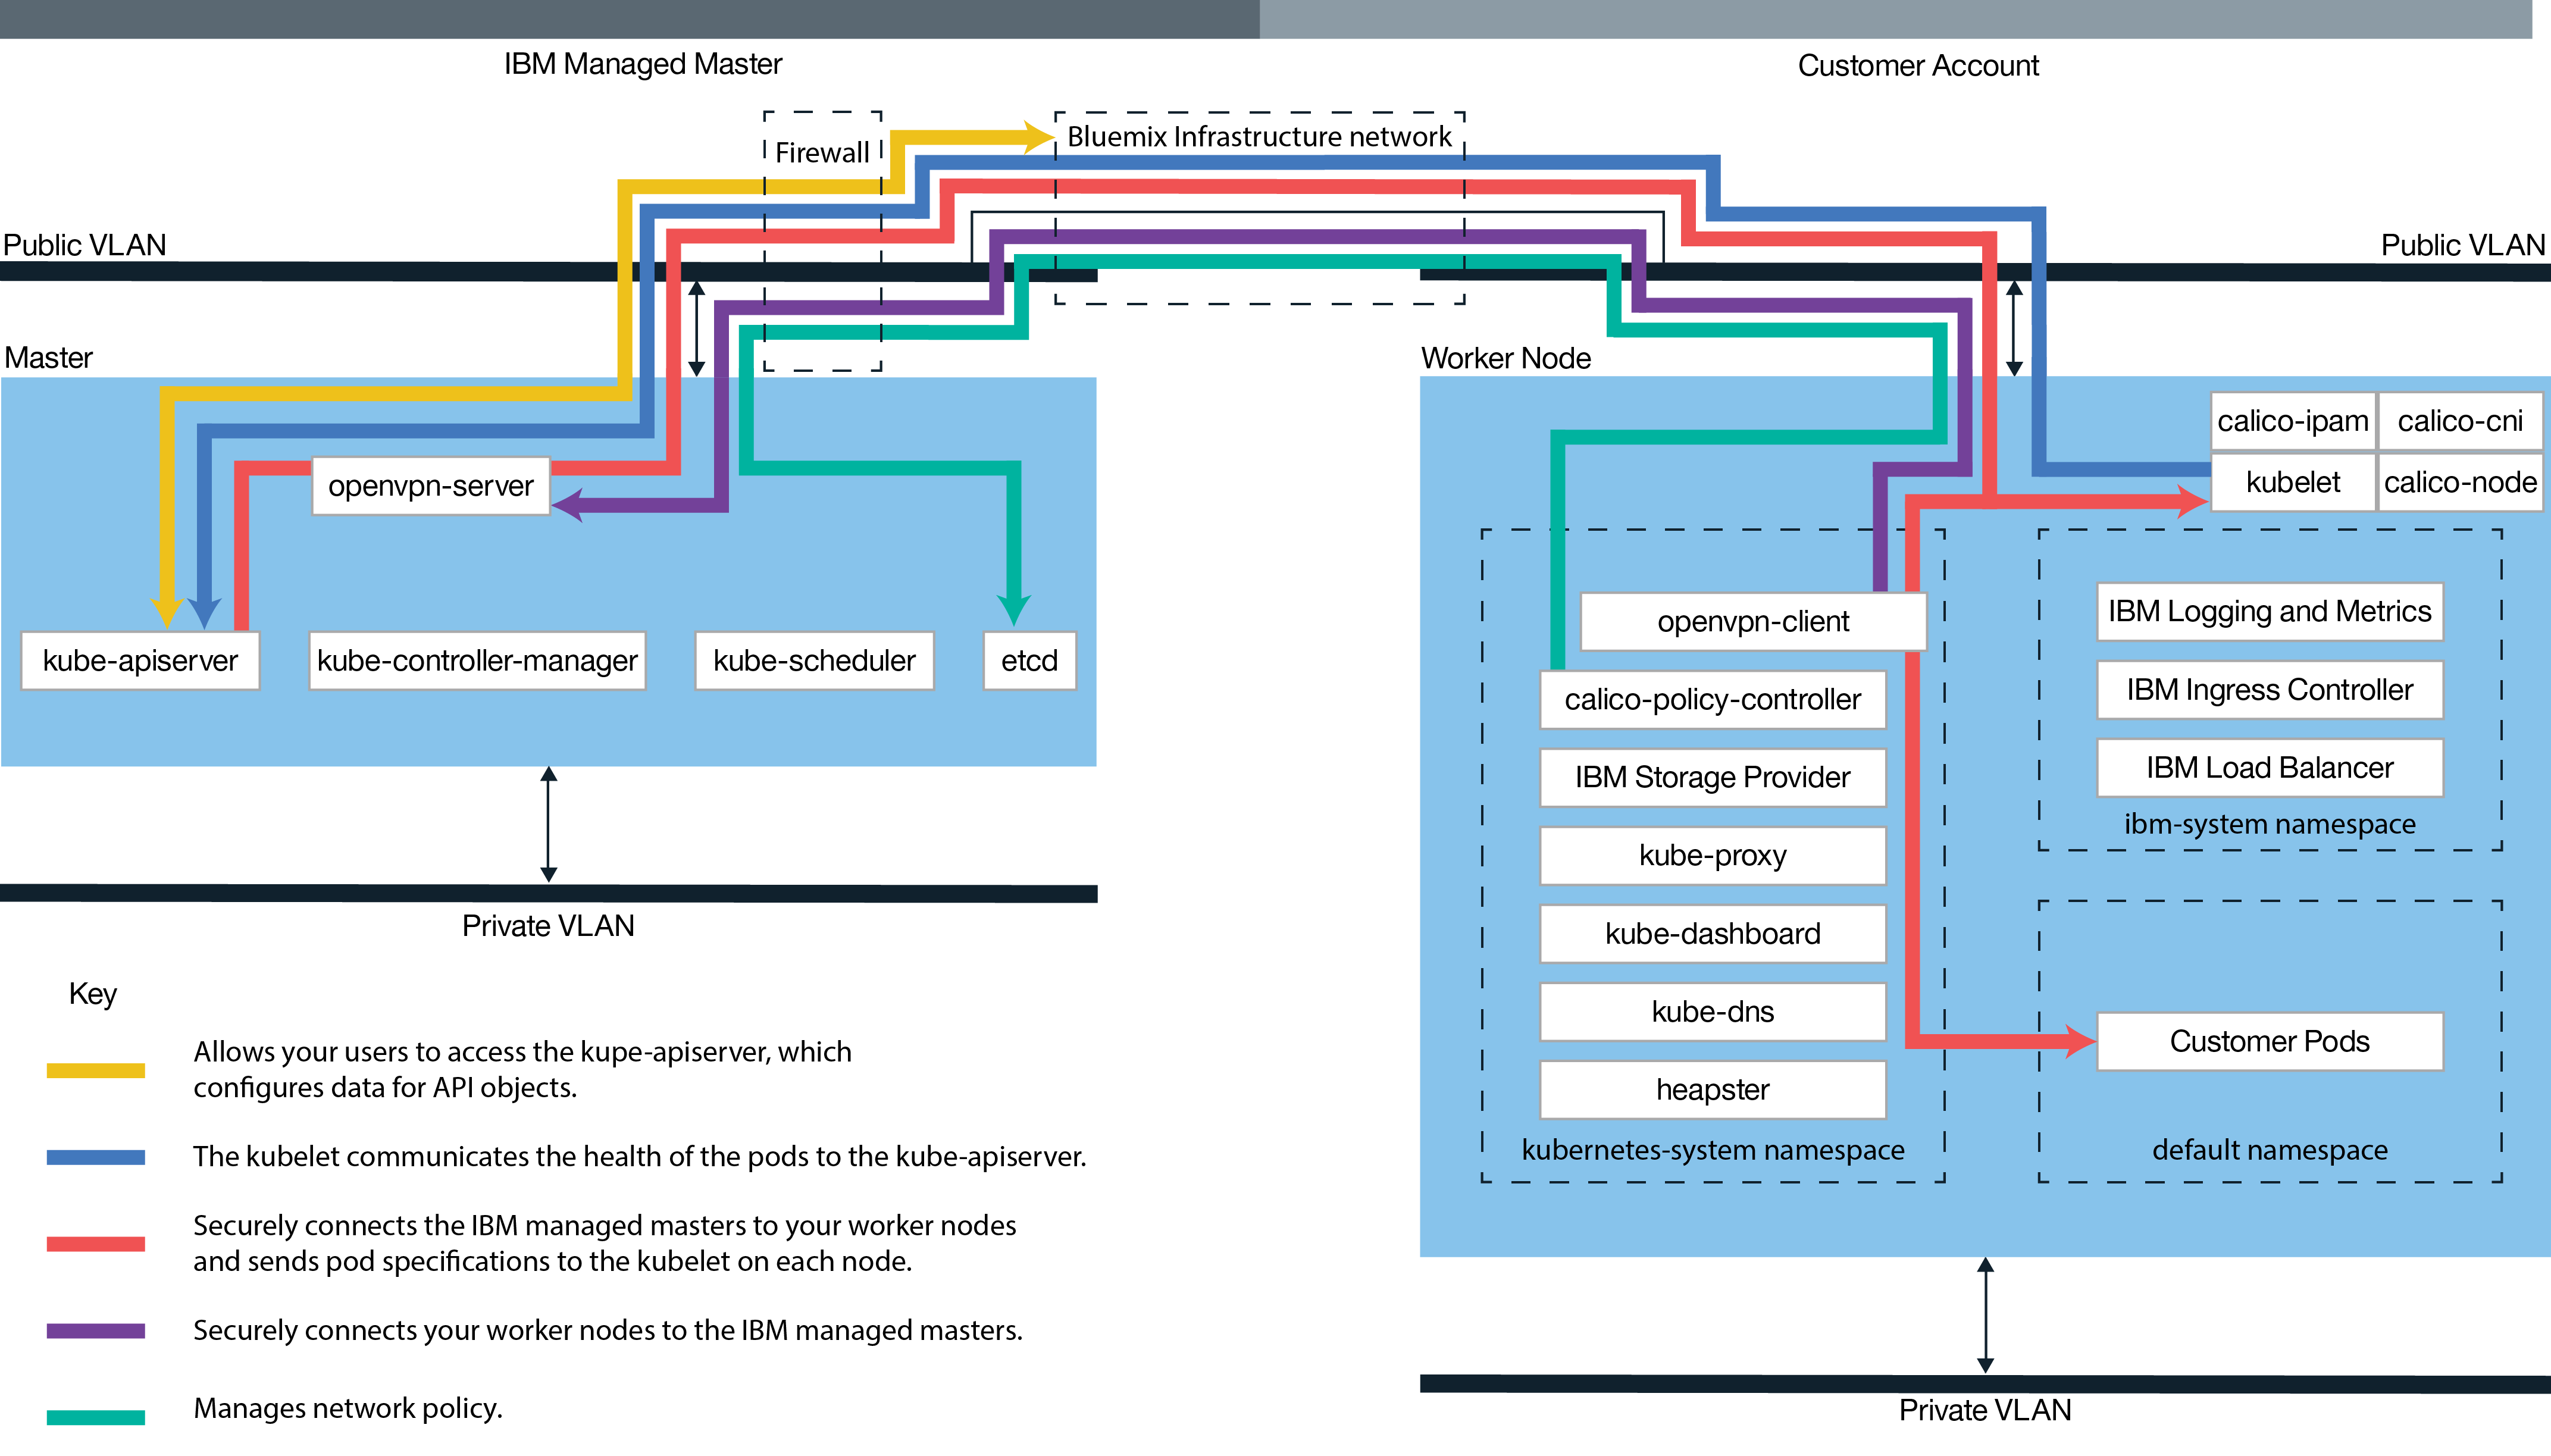 IBM Managed Master
Customer Account
Firewall
Bluemix Infrastructure network
Public VLAN
Public VLAN
Master
Worker Node
openvpn-server
kube-apiserver
kube-controller-manager
kube-scheduler
etcd
Private VLAN
calico-ipam
calico-cni
kubelet
calico-node
openvpn-client
calico-policy-controller
IBM Storage Provider
kube-proxy
kube-dashboard
kube-dns
heapster
kubernetes-system namespace
IBM Logging and Metrics
IBM Ingress Controller
IBM Load Balancer
ibm-system namespace
Customer Pods
default namespace
Private VLAN
Key
Allows your users to access the kupe-apiserver, which
configures data for API objects.
The kubelet communicates the health of the pods to the kube-apiserver.
Securely connects the IBM managed masters to your worker nodes
and sends pod specifications to the kubelet on each node.
Securely connects your worker nodes to the IBM managed masters.
Manages network policy.